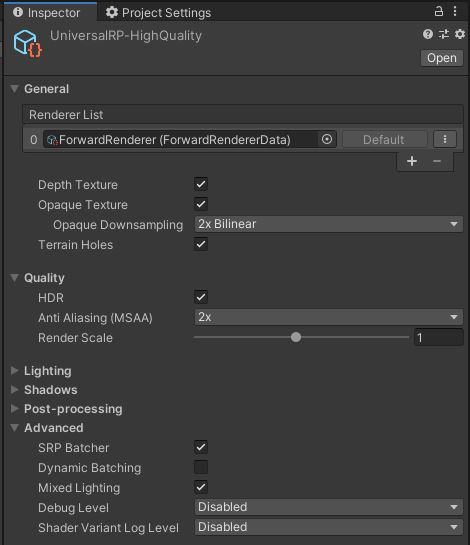 Inspector Project Settings
UniversalRP-HighQuality
Open
General
Renderer List
0 ForwardRenderer (ForwardRendererData) Default
Depth Texture
Opaque Texture
Opaque Downsampling 2x Bilinear
Terrain Holes
Quality
HDR
Anti Aliasing (MSAA) 2x
Render Scale 1
Lighting
Shadows
Post-processing
Advanced
SRP Batcher
Dynamic Batching
Mixed Lighting
Debug Level Disabled
Shader Variant Log Level Disabled